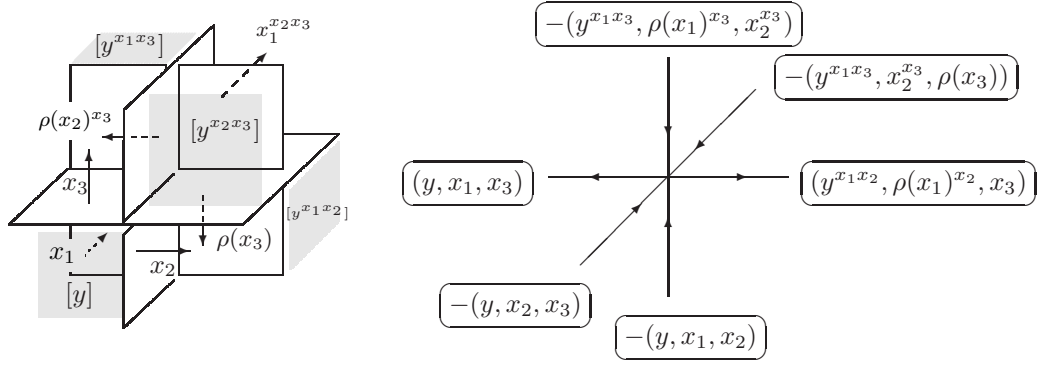 [y^{x_1x_3}]
x_1^{x_2x_3}
ρ(x_2)^{x_3}
[y^{x_2x_3}]
x_3
[y^{x_1x_2}]
x_1
x_2
ρ(x_3)
[y]
−(y^{x_1x_3}, ρ(x_1)^{x_3}, x_2^{x_3})
−(y^{x_1x_3}, x_2^{x_3}, ρ(x_3))
(y, x_1, x_3)
(y^{x_1x_2}, ρ(x_1)^{x_2}, x_3)
−(y, x_2, x_3)
−(y, x_1, x_2)